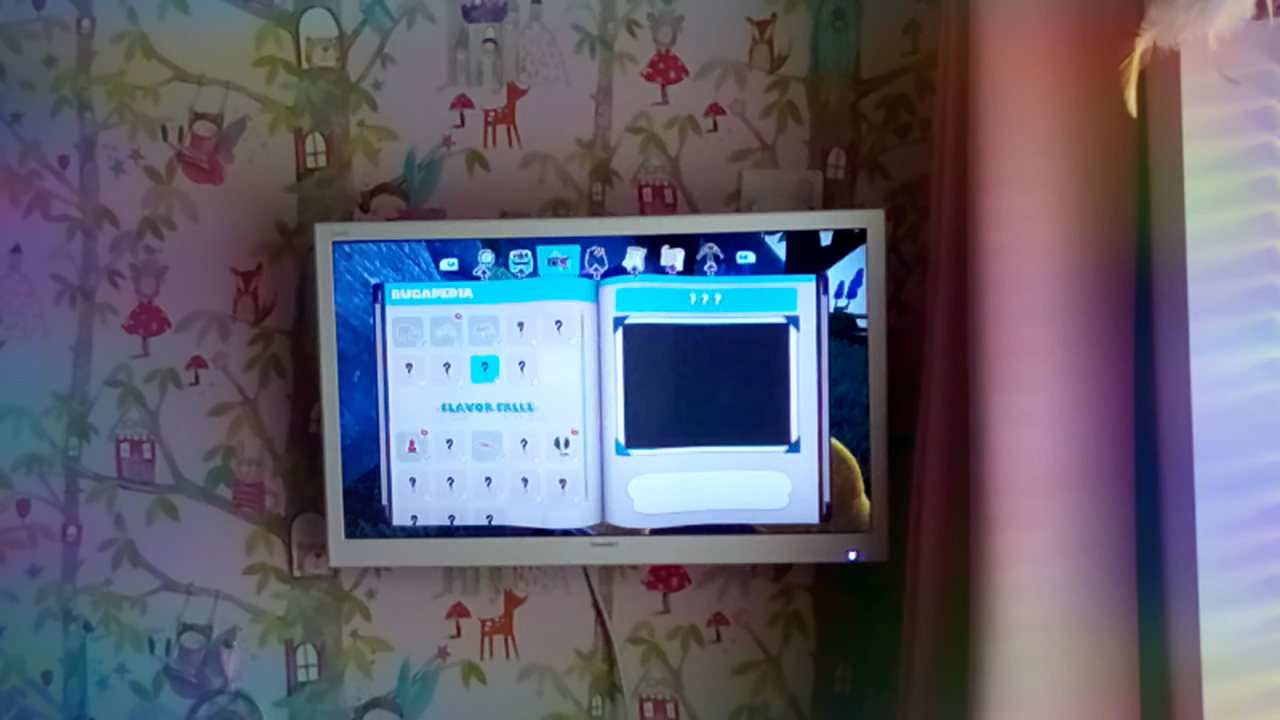 BUGAPEDIA
? ? ?
? ?
? ? ? ?
FLAVOR FALLS
? ?
? ? ? ? ?
? ? ?